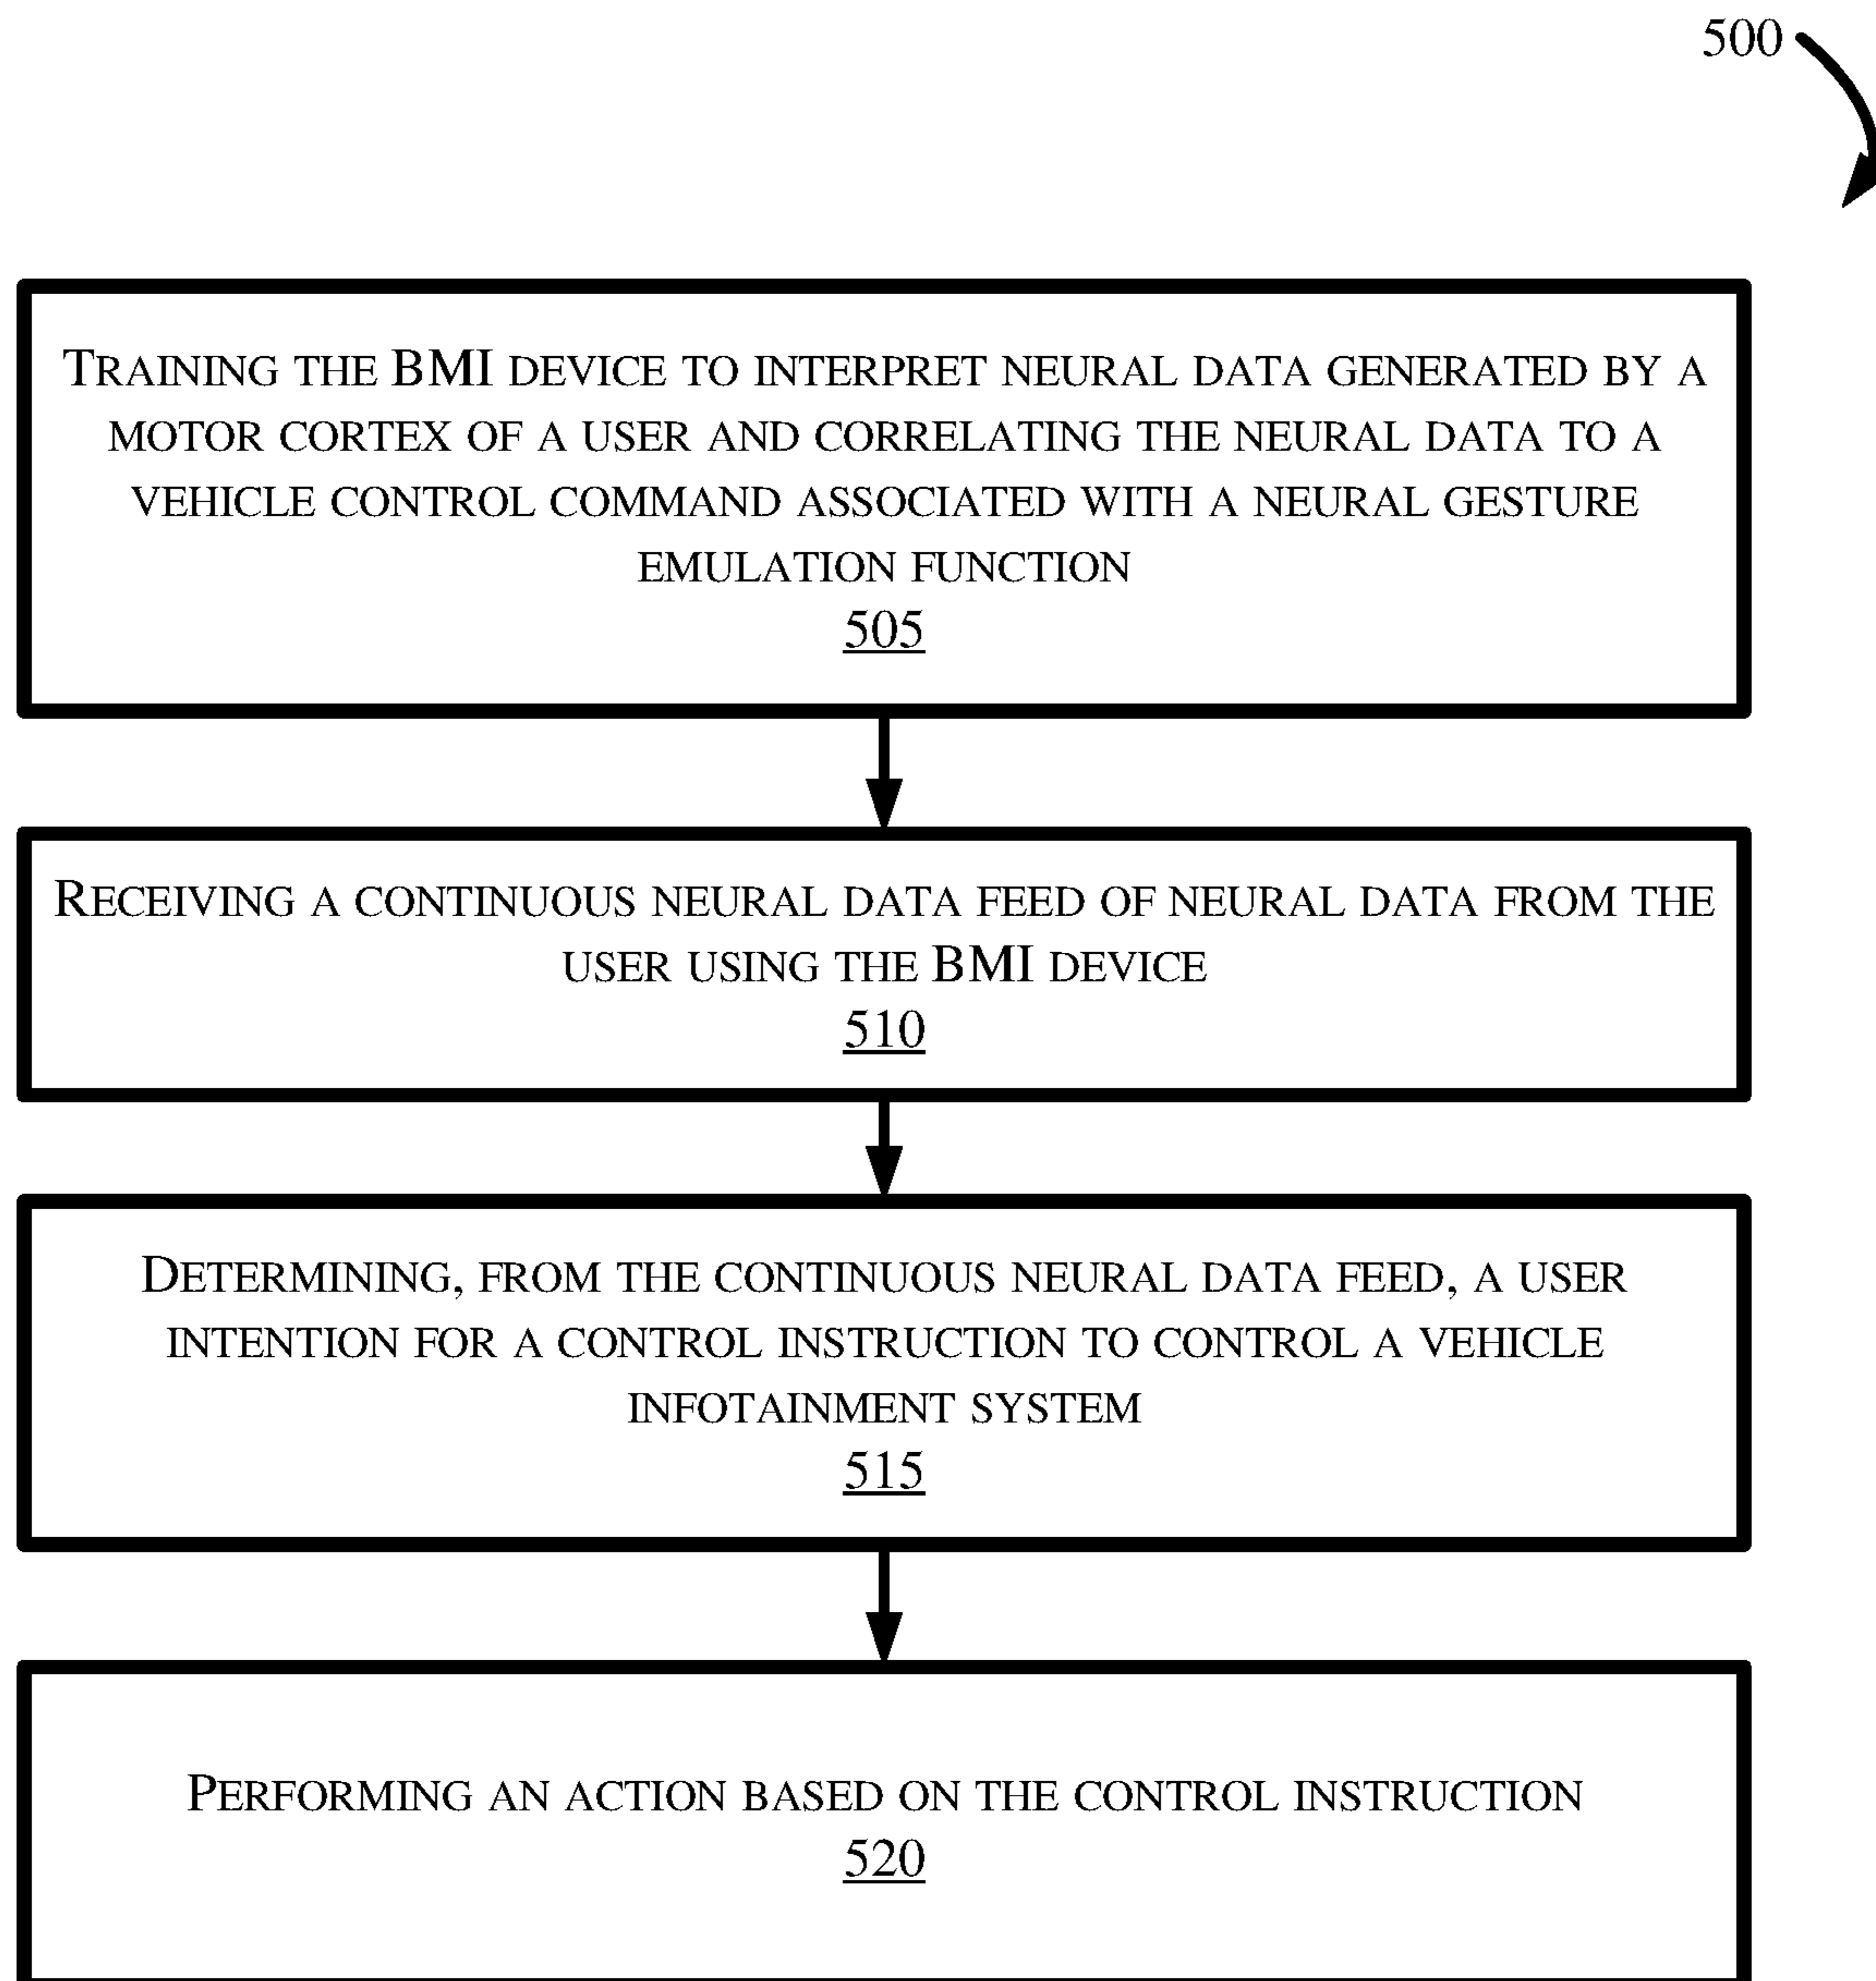 500
TRAINING THE BMI DEVICE TO INTERPRET NEURAL DATA GENERATED BY A
MOTOR CORTEX OF A USER AND CORRELATING THE NEURAL DATA TO A
VEHICLE CONTROL COMMAND ASSOCIATED WITH A NEURAL GESTURE
EMULATION FUNCTION
505
RECEIVING A CONTINUOUS NEURAL DATA FEED OF NEURAL DATA FROM THE
USER USING THE BMI DEVICE
510
DETERMINING, FROM THE CONTINUOUS NEURAL DATA FEED, A USER
INTENTION FOR A CONTROL INSTRUCTION TO CONTROL A VEHICLE
INFOTAINMENT SYSTEM
515
PERFORMING AN ACTION BASED ON THE CONTROL INSTRUCTION
520